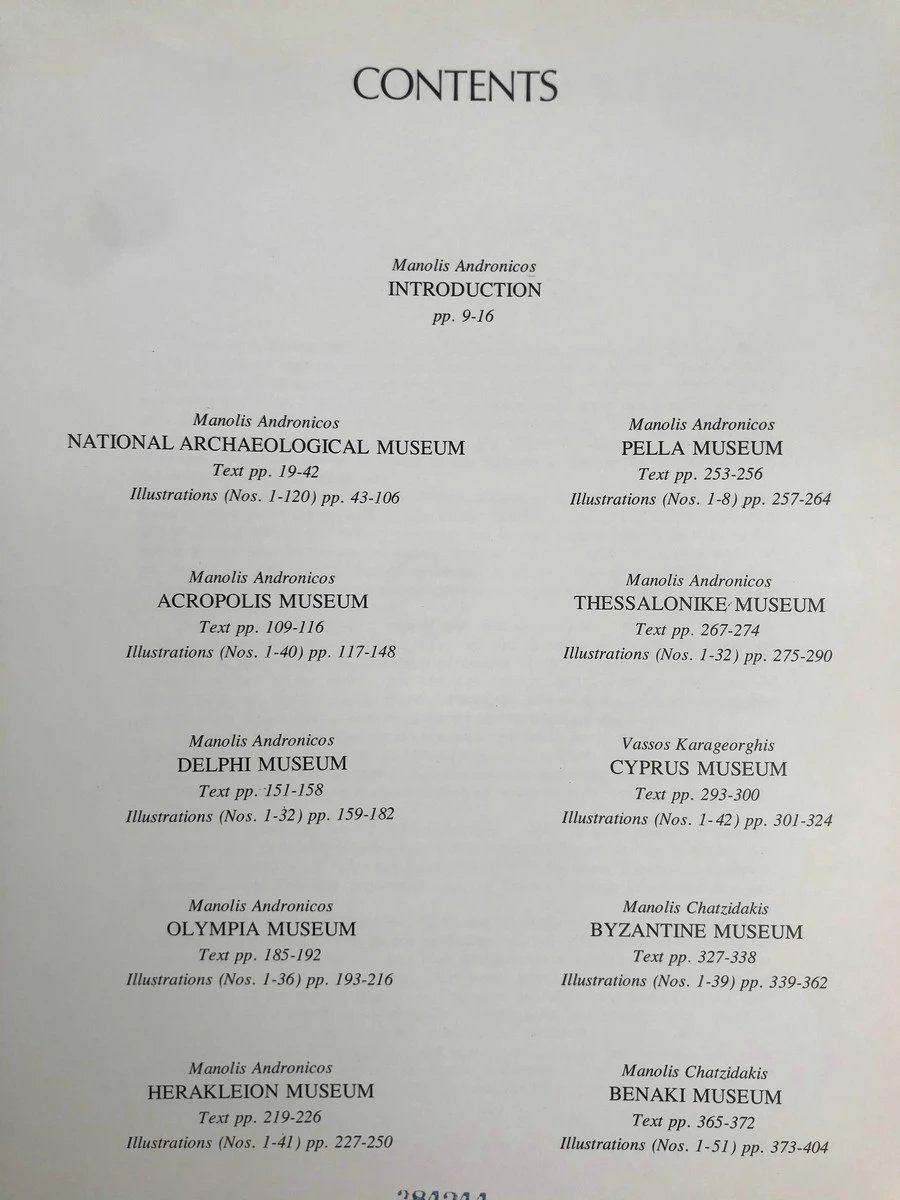 CONTENTS
Manolis Andronicos
INTRODUCTION
pp. 9-16
Manolis Andronicos
NATIONAL ARCHAEOLOGICAL MUSEUM
Text pp. 19-42
Illustrations (Nos. 1-120) pp. 43-106
Manolis Andronicos
ACROPOLIS MUSEUM
Text pp. 109-116
Illustrations (Nos. 1-40) pp. 117-148
Manolis Andronicos
DELPHI MUSEUM
Text pp. 151-158
Illustrations (Nos. 1-32) pp. 159-182
Manolis Andronicos
OLYMPIA MUSEUM
Text pp. 185-192
Illustrations (Nos. 1-36) pp. 193-216
Manolis Andronicos
HERAKLEION MUSEUM
Text pp. 219-226
Illustrations (Nos. 1-41) pp. 227-250
Manolis Andronicos
PELLA MUSEUM
Text pp. 253-256
Illustrations (Nos. 1-8) pp. 257-264
Manolis Andronicos
THESSALONIKE MUSEUM
Text pp. 267-274
Illustrations (Nos. 1-32) pp. 275-290
Vassos Karageorghis
CYPRUS MUSEUM
Text pp. 293-300
Illustrations (Nos. 1-42) pp. 301-324
Manolis Chatzidakis
BYZANTINE MUSEUM
Text pp. 327-338
Illustrations (Nos. 1-39) pp. 339-362
Manolis Chatzidakis
BENAKI MUSEUM
Text pp. 365-372
Illustrations (Nos. 1-51) pp. 373-404